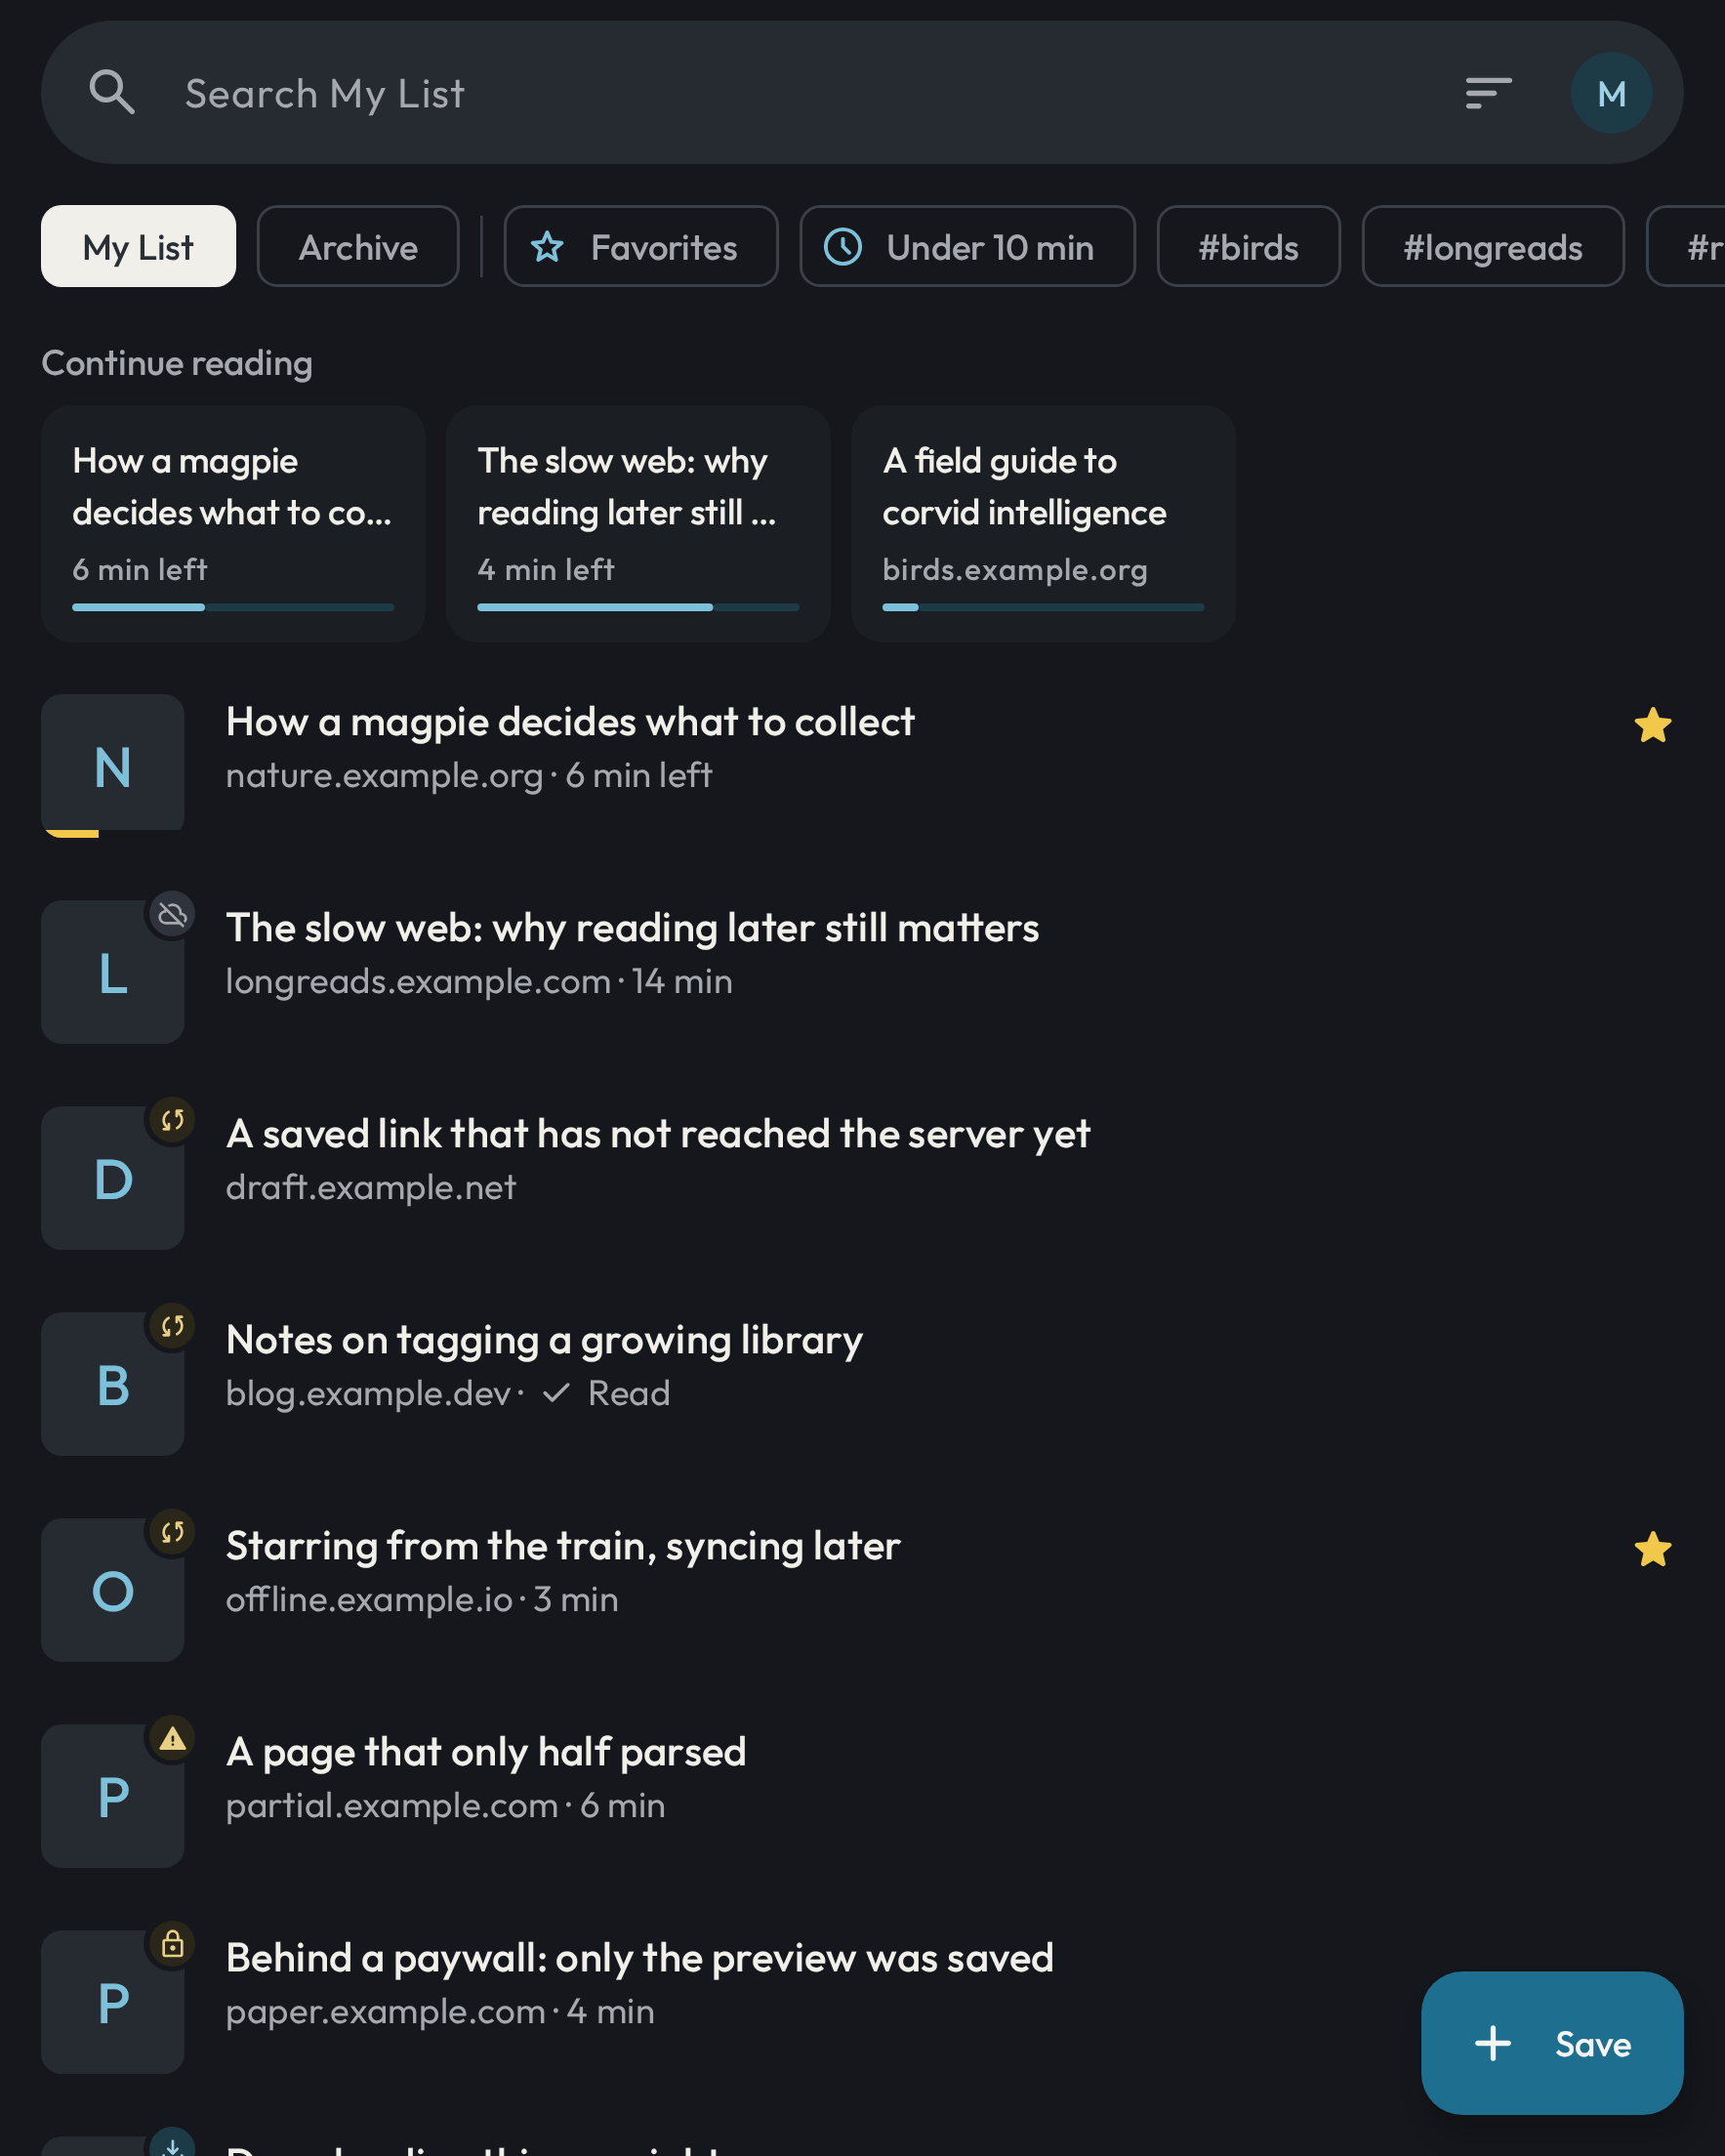 Search My List
M
My List
Archive
Favorites
Under 10 min
#birds
#longreads
#r
Continue reading
How a magpie
decides what to co...
6 min left
The slow web: why
reading later still ...
4 min left
A field guide to
corvid intelligence
birds.example.org
N
How a magpie decides what to collect
nature.example.org · 6 min left
L
The slow web: why reading later still matters
longreads.example.com · 14 min
D
A saved link that has not reached the server yet
draft.example.net
B
Notes on tagging a growing library
blog.example.dev · ✓ Read
O
Starring from the train, syncing later
offline.example.io · 3 min
P
A page that only half parsed
partial.example.com · 6 min
P
Behind a paywall: only the preview was saved
paper.example.com · 4 min
Save